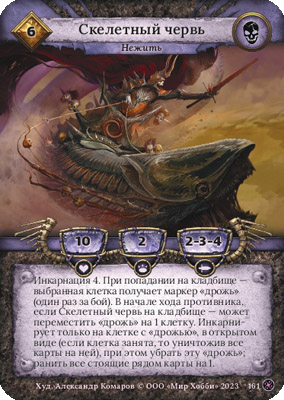 6
Скелетный червь
Нежить
10
2
2-3-4
Инкарнация 4. При попадании на кладбище —
выбранная клетка получает маркер «дрожь»
(один раз за бой). В начале хода противника,
если Скелетный червь на кладбище — может
переместить «дрожь» на 1 клетку. Инкарни-
рует только на клетке с «дрожью», в открытом
виде (если клетка занята, то уничтожив все
карты на ней), при этом убрать эту «дрожь»;
ранить все стоящие рядом карты на 1.
Худ. Александр Комаров © ООО «Мир Хобби» 2023
161